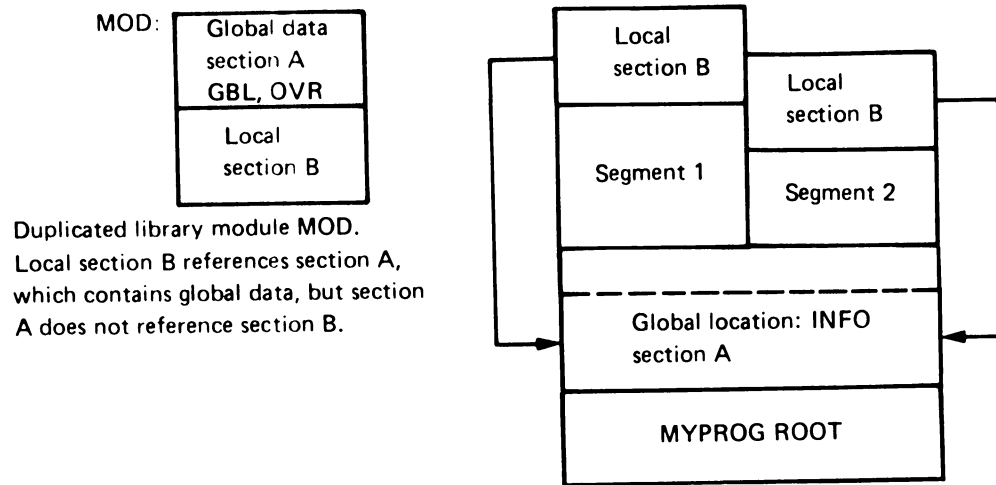 MOD:
Global data
section A
GBL, OVR
Local
section B
Duplicated library module MOD.
Local section B references section A,
which contains global data, but section
A does not reference section B.
Local
section B
Local
section B
Segment 1
Segment 2
Global location: INFO
section A
MYPROG ROOT